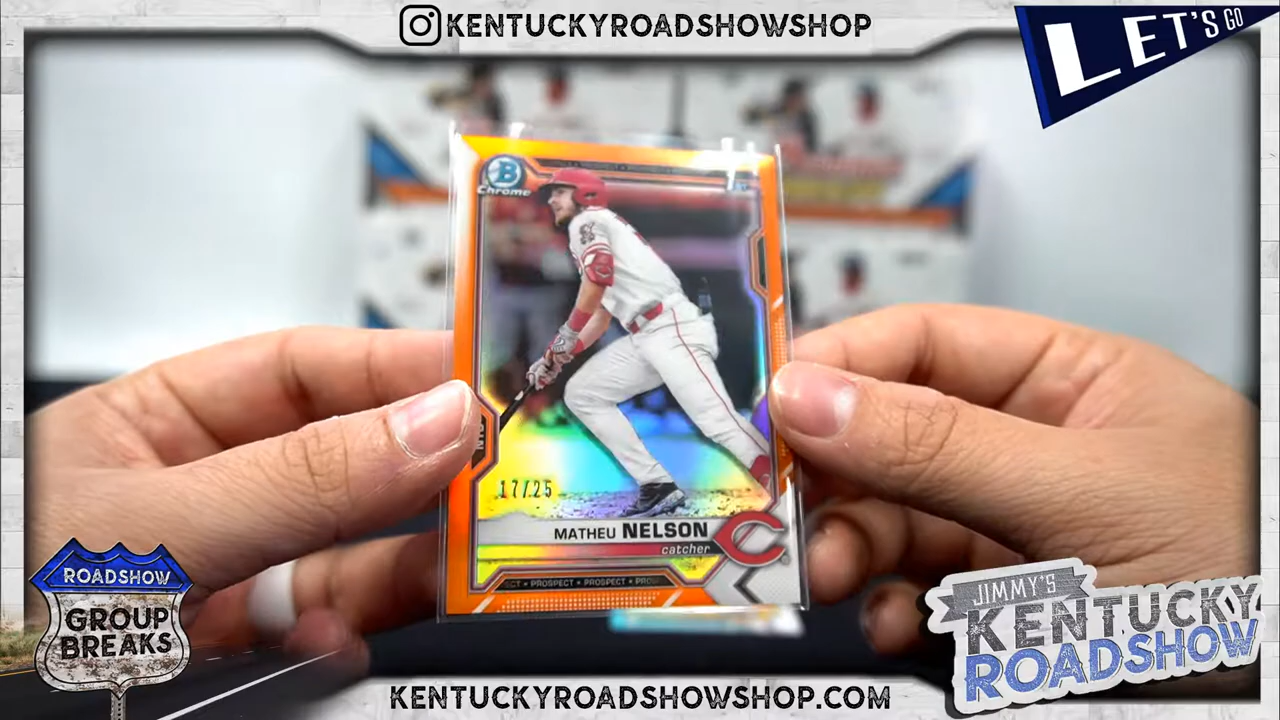 KENTUCKYROADSHOWSHOP
LET'S GO
B
Chrome
1st
17/25
MATHEU NELSON
catcher
C
PROSPECT • PROSPECT
ROADSHOW
GROUP
BREAKS
JIMMY'S
KENTUCKY
ROADSHOW
KENTUCKYROADSHOWSHOP.COM